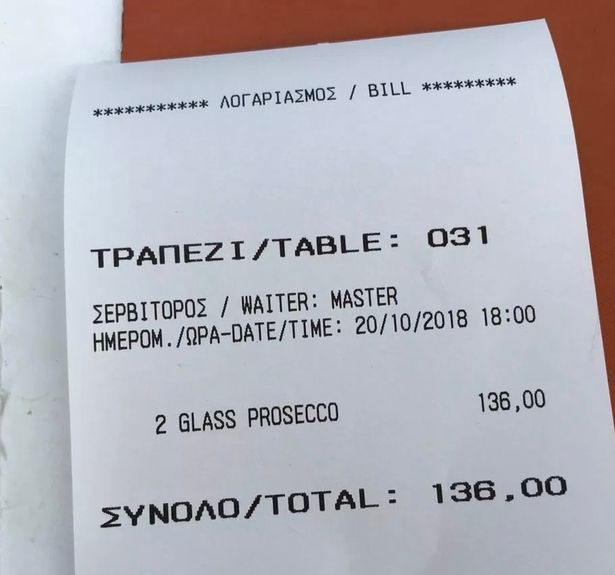 *********** ΛΟΓΑΡΙΑΣΜΟΣ / BILL *********
ΤΡΑΠΕΖΙ/TABLE: 031
ΣΕΡΒΙΤΟΡΟΣ / WAITER: MASTER
ΗΜΕΡΟΜ./ΩΡΑ-DATE/TIME: 20/10/2018 18:00
2 GLASS PROSECCO 136,00
ΣΥΝΟΛΟ/TOTAL: 136,00